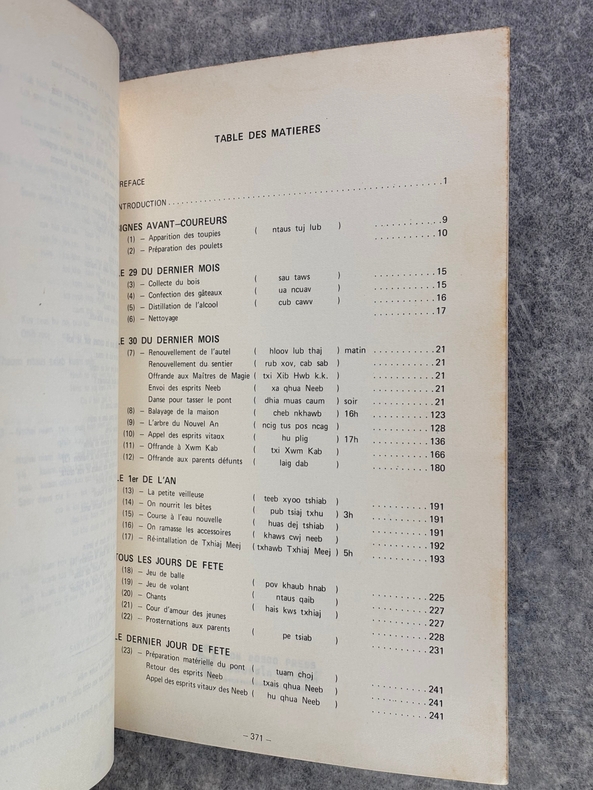 TABLE DES MATIERES
REFACE
NTRODUCTION . . . . . . . . . . 1
IGNES AVANT—COUREURS
(1) — Apparition des toupies ( ntaus tuj lub ) . . . . . . . . . . 9
(2) — Préparation des poulets . . . . . . . . . . 10
LE 29 DU DERNIER MOIS
(3) — Collecte du bois ( sau taws ) . . . . . . . . . . 15
(4) — Confection des gâteaux ( ua ncuav ) . . . . . . . . . . 15
(5) — Distillation de l'alcool ( cub cawv ) . . . . . . . . . . 16
(6) — Nettoyage . . . . . . . . . . 17
LE 30 DU DERNIER MOIS
(7) — Renouvellement de l'autel ( hloov lub thaj ) matin . . . . . . . . . . 21
Renouvellement du sentier ( rub xov, cab sab ) . . . . . . . . . . 21
Offrande aux Maîtres de Magie ( txi Xib Hwb k.k. ) . . . . . . . . . . 21
Envoi des esprits Neeb ( xa qhua Neeb ) . . . . . . . . . . 21
Danse pour tasser le pont ( dhia muas caum ) soir . . . . . . . . . . 21
(8) — Balayage de la maison ( cheb nkhawb ) 16h . . . . . . . . . . 123
(9) — L'arbre du Nouvel An ( ncig tus pos ncag ) . . . . . . . . . . 128
(10) — Appel des esprits vitaux ( hu plig ) 17h . . . . . . . . . . 136
(11) — Offrande à Xwm Kab ( txi Xwm Kab ) . . . . . . . . . . 166
(12) — Offrande aux parents défunts ( laig dab ) . . . . . . . . . . 180
LE 1er DE L'AN
(13) — La petite veilleuse ( teeb xyoo tshiab ) . . . . . . . . . . 191
(14) — On nourrit les bêtes ( pub tsiaj txhu ) 3h . . . . . . . . . . 191
(15) — Course à l'eau nouvelle ( huas dej tshiab ) . . . . . . . . . . 191
(16) — On ramasse les accessoires ( khaws cwj neeb ) . . . . . . . . . . 192
(17) — Ré-intallation de Txhiaj Meej ( txhawb Txhiaj Meej ) 5h . . . . . . . . . . 193
TOUS LES JOURS DE FETE
(18) — Jeu de balle ( pov khaub hnab ) . . . . . . . . . . 225
(19) — Jeu de volant ( ntaus qaib ) . . . . . . . . . . 227
(20) — Chants ( hais kws txhiaj ) . . . . . . . . . . 227
(21) — Cour d'amour des jeunes . . . . . . . . . . 228
(22) — Prosternations aux parents ( pe tsiab ) . . . . . . . . . . 231
LE DERNIER JOUR DE FETE
(23) — Préparation matérielle du pont ( tuam choj ) . . . . . . . . . . 241
Retour des esprits Neeb ( txais qhua Neeb ) . . . . . . . . . . 241
Appel des esprits vitaux des Neeb ( hu qhua Neeb ) . . . . . . . . . . 241
— 371 —